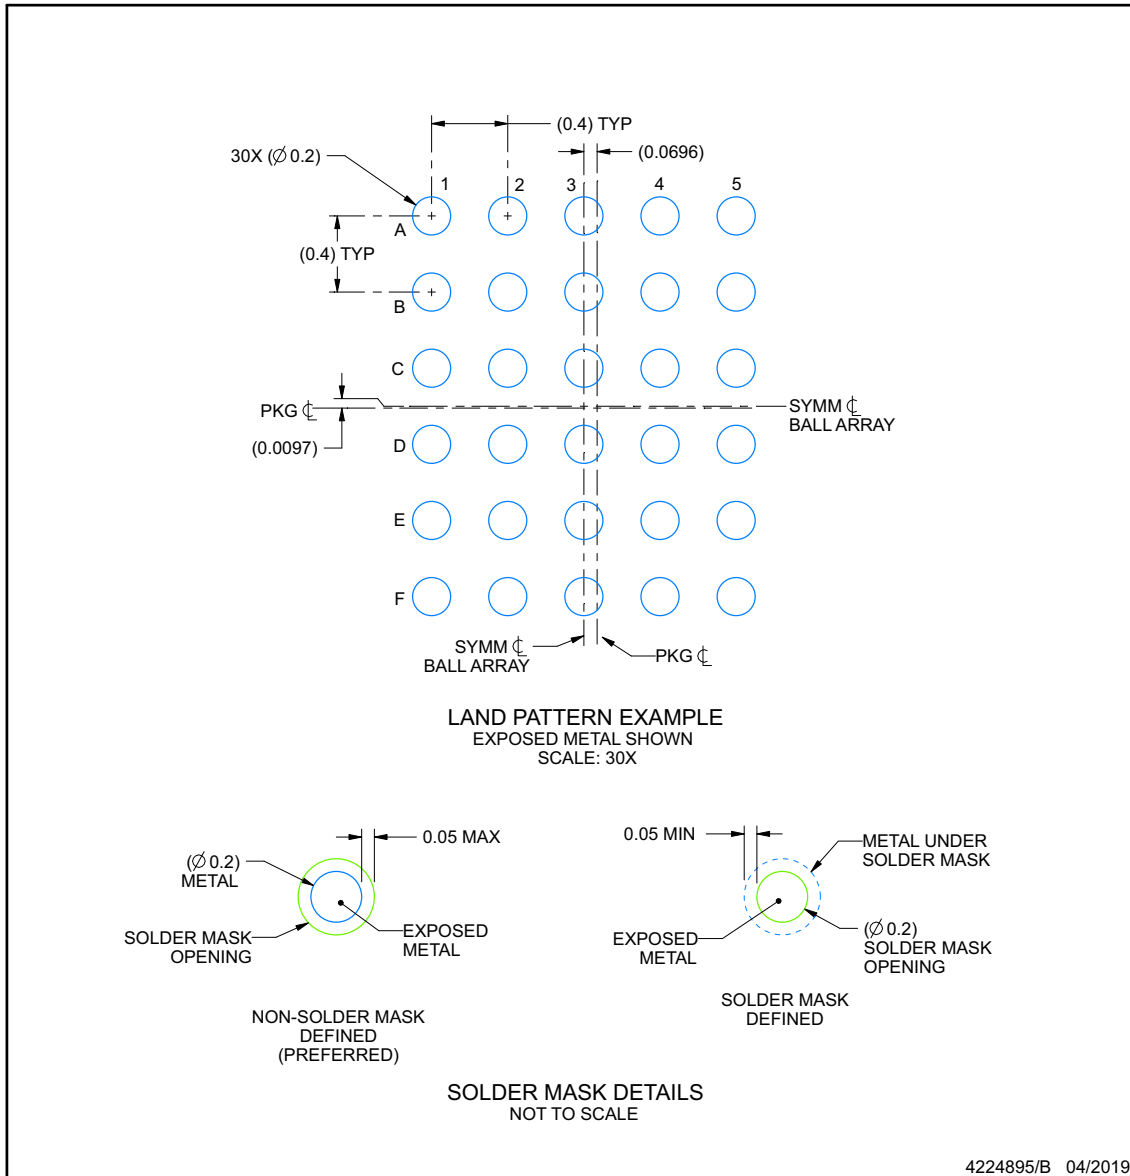 (0.4) TYP
(0.0696)
30X (∅ 0.2)
1 2 3 4 5
A
(0.4) TYP
B
C
PKG ℄
SYMM ℄
BALL ARRAY
(0.0097)
D
E
F
SYMM ℄
BALL ARRAY
PKG ℄
LAND PATTERN EXAMPLE
EXPOSED METAL SHOWN
SCALE: 30X
0.05 MAX
(∅ 0.2)
METAL
SOLDER MASK
OPENING
EXPOSED
METAL
NON-SOLDER MASK
DEFINED
(PREFERRED)
0.05 MIN
METAL UNDER
SOLDER MASK
EXPOSED
METAL
(∅ 0.2)
SOLDER MASK
OPENING
SOLDER MASK
DEFINED
SOLDER MASK DETAILS
NOT TO SCALE
4224895/B 04/2019